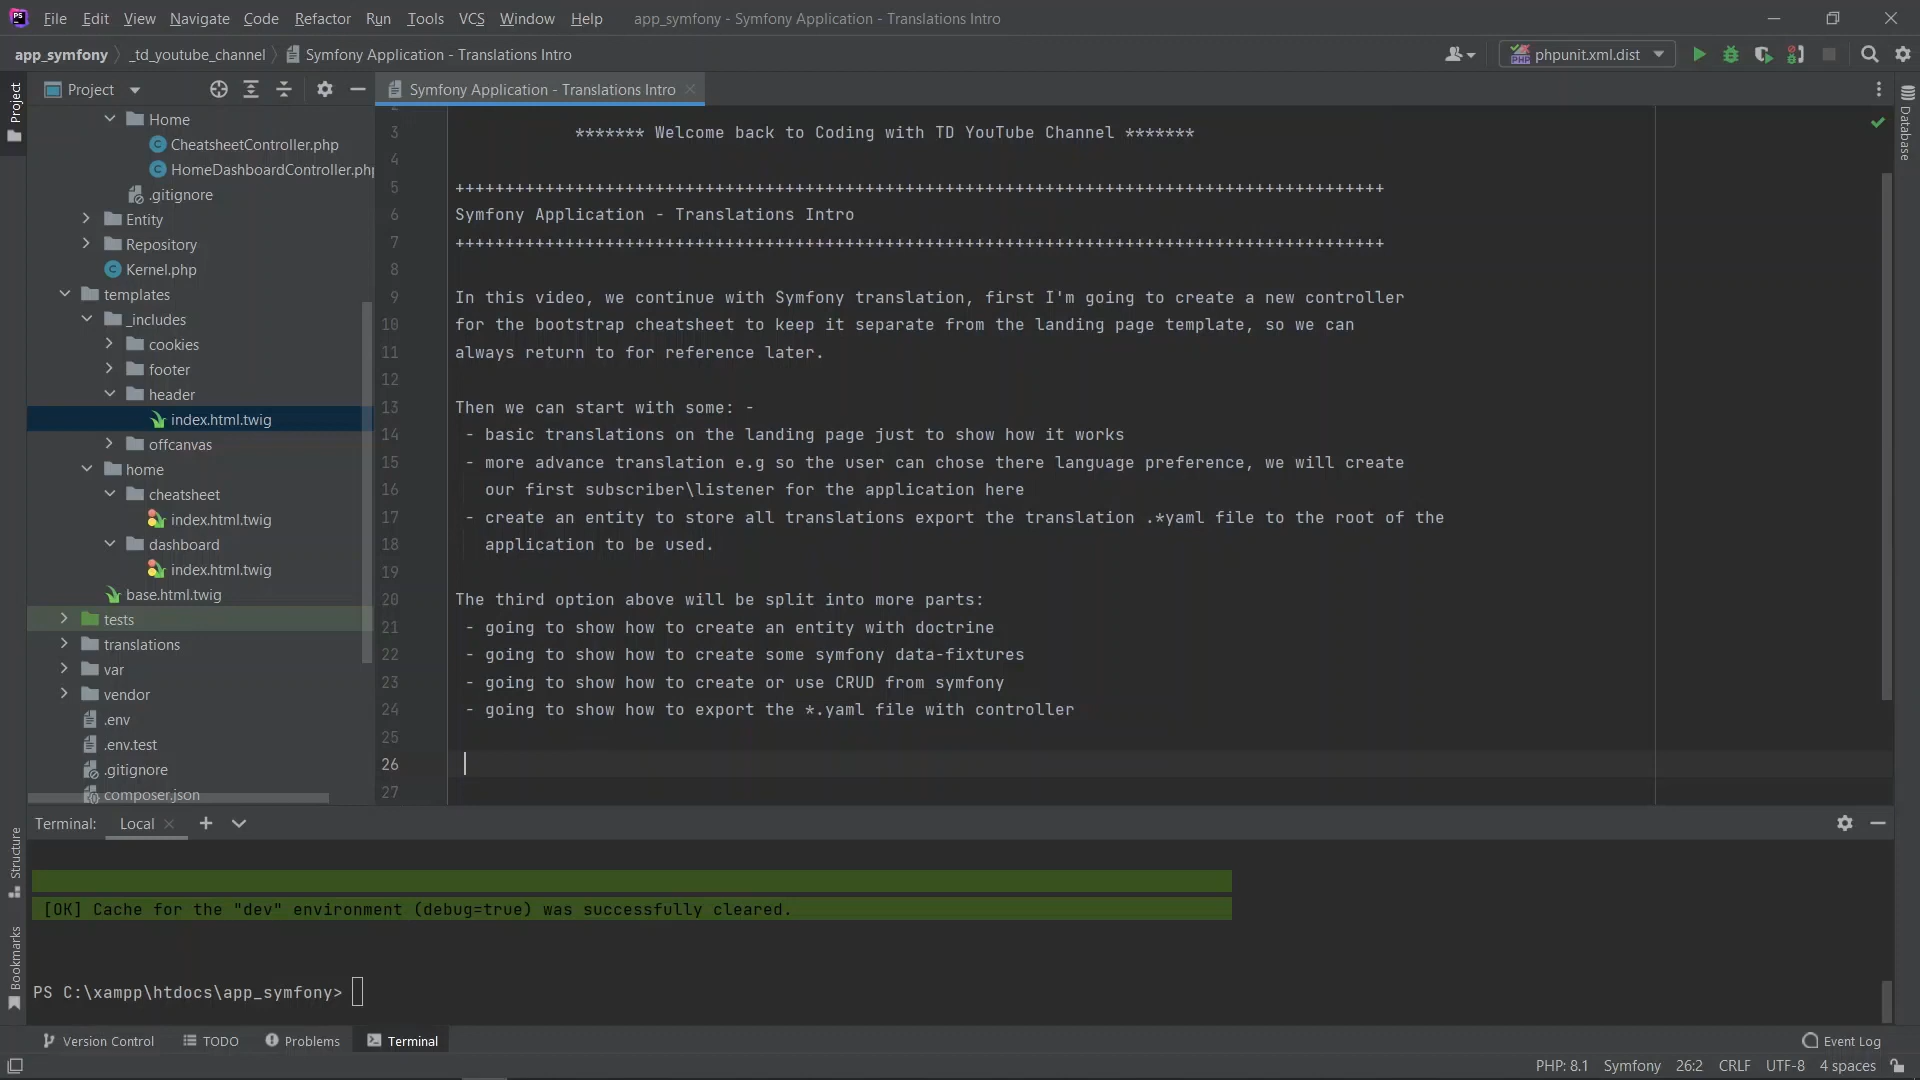 PS File Edit View Navigate Code Refactor Run Tools VCS Window Help app_symfony - Symfony Application - Translations Intro
app_symfony _td_youtube_channel Symfony Application - Translations Intro phpunit.xml.dist
Project Symfony Application - Translations Intro
Project
Database
Structure
Bookmarks
Home
CheatsheetController.php
HomeDashboardController.php
.gitignore
Entity
Repository
Kernel.php
templates
_includes
cookies
footer
header
index.html.twig
offcanvas
home
cheatsheet
index.html.twig
dashboard
index.html.twig
base.html.twig
tests
translations
var
vendor
.env
.env.test
.gitignore
composer.json
3 ******* Welcome back to Coding with TD YouTube Channel *******
4
5 +++++++++++++++++++++++++++++++++++++++++++++++++++++++++++++++++++++++++++++++++++++++++++++
6 Symfony Application - Translations Intro
7 +++++++++++++++++++++++++++++++++++++++++++++++++++++++++++++++++++++++++++++++++++++++++++++
8
9 In this video, we continue with Symfony translation, first I'm going to create a new controller
10 for the bootstrap cheatsheet to keep it separate from the landing page template, so we can
11 always return to for reference later.
12
13 Then we can start with some: -
14 - basic translations on the landing page just to show how it works
15 - more advance translation e.g so the user can chose there language preference, we will create
16 our first subscriber\listener for the application here
17 - create an entity to store all translations export the translation .*yaml file to the root of the
18 application to be used.
19
20 The third option above will be split into more parts:
21 - going to show how to create an entity with doctrine
22 - going to show how to create some symfony data-fixtures
23 - going to show how to create or use CRUD from symfony
24 - going to show how to export the *.yaml file with controller
25
26
27
Terminal: Local
[OK] Cache for the "dev" environment (debug=true) was successfully cleared.
PS C:\xampp\htdocs\app_symfony>
Version Control TODO Problems Terminal Event Log
PHP: 8.1 Symfony 26:2 CRLF UTF-8 4 spaces